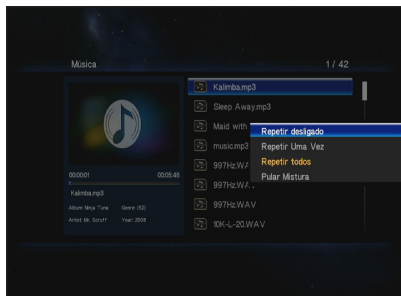 Música
1 / 42
Kalimba.mp3
Sleep Away.mp3
Maid with
music.mp3
997Hz.WA
997Hz.WA
997Hz.WAV
10K-L-20.WAV
Repetir desligado
Repetir Uma Vez
Repetir todos
Pular Mistura
00:00:01
00:05:48
Kalimba.mp3
Album: Ninja Tuna
Genre: (52)
Artist: Mr. Scruff
Year: 2008